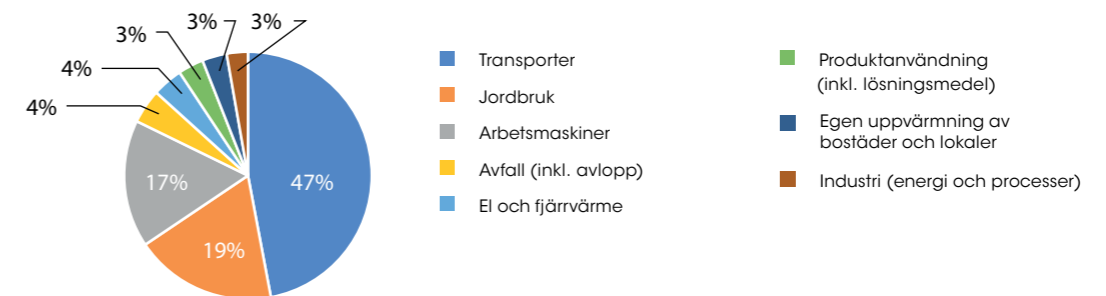 3%
3%
3%
4%
4%
17%
47%
19%
Transporter
Jordbruk
Arbetsmaskiner
Avfall (inkl. avlopp)
El och fjärrvärme
Produktanvändning
(inkl. lösningsmedel)
Egen uppvärmning av
bostäder och lokaler
Industri (energi och processer)